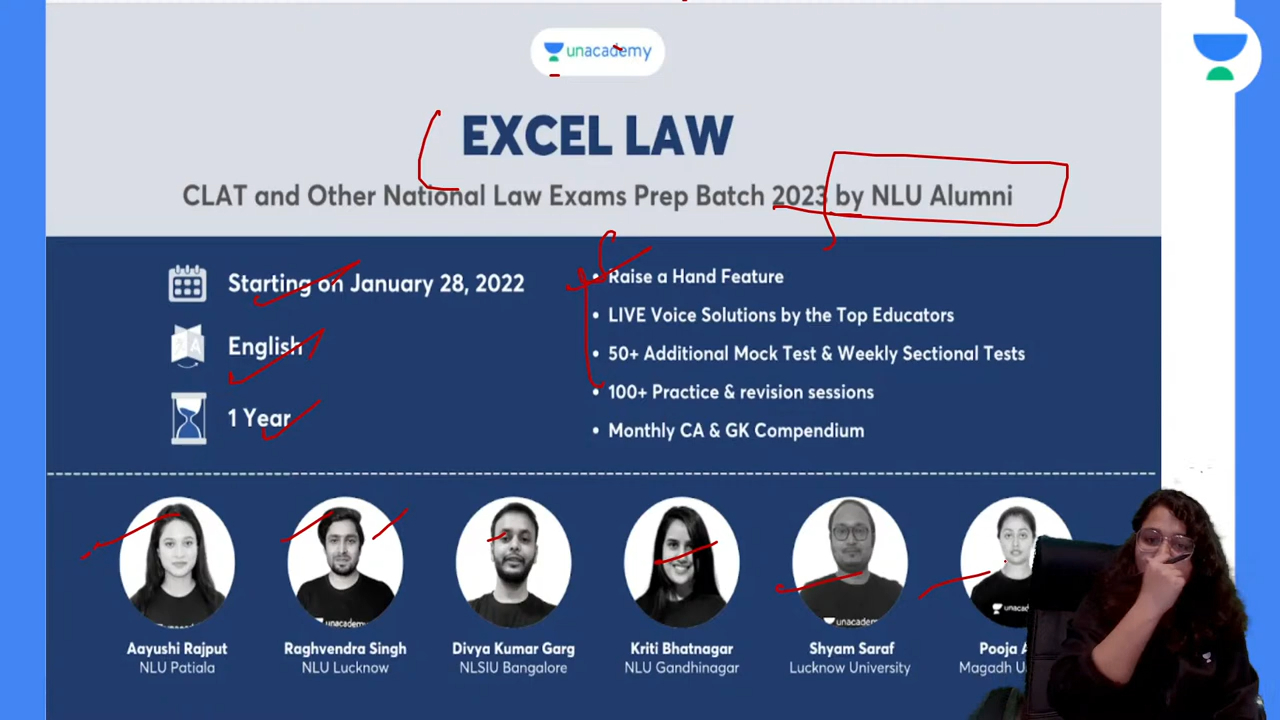 unacademy
EXCEL LAW
CLAT and Other National Law Exams Prep Batch 2023 by NLU Alumni
Starting on January 28, 2022
English
1 Year
• Raise a Hand Feature
• LIVE Voice Solutions by the Top Educators
• 50+ Additional Mock Test & Weekly Sectional Tests
• 100+ Practice & revision sessions
• Monthly CA & GK Compendium
Aayushi Rajput
NLU Patiala
Raghvendra Singh
NLU Lucknow
Divya Kumar Garg
NLSIU Bangalore
Kriti Bhatnagar
NLU Gandhinagar
Shyam Saraf
Lucknow University
Pooja
Magadh